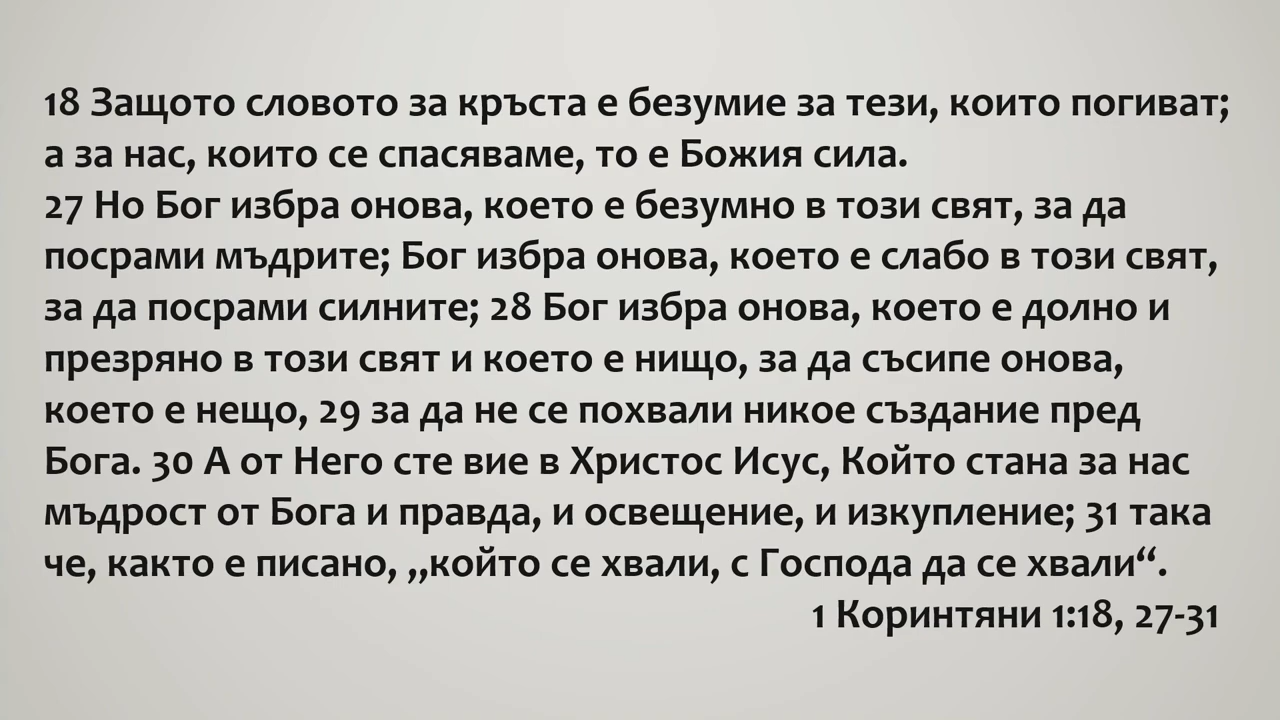 18 Защото словото за кръста е безумие за тези, които погиват;
а за нас, които се спасяваме, то е Божия сила.
27 Но Бог избра онова, което е безумно в този свят, за да
посрами мъдрите; Бог избра онова, което е слабо в този свят,
за да посрами силните; 28 Бог избра онова, което е долно и
презряно в този свят и което е нищо, за да съсипе онова,
което е нещо, 29 за да не се похвали никое създание пред
Бога. 30 А от Него сте вие в Христос Исус, Който стана за нас
мъдрост от Бога и правда, и освещение, и изкупление; 31 така
че, както е писано, „който се хвали, с Господа да се хвали“.
1 Коринтяни 1:18, 27-31